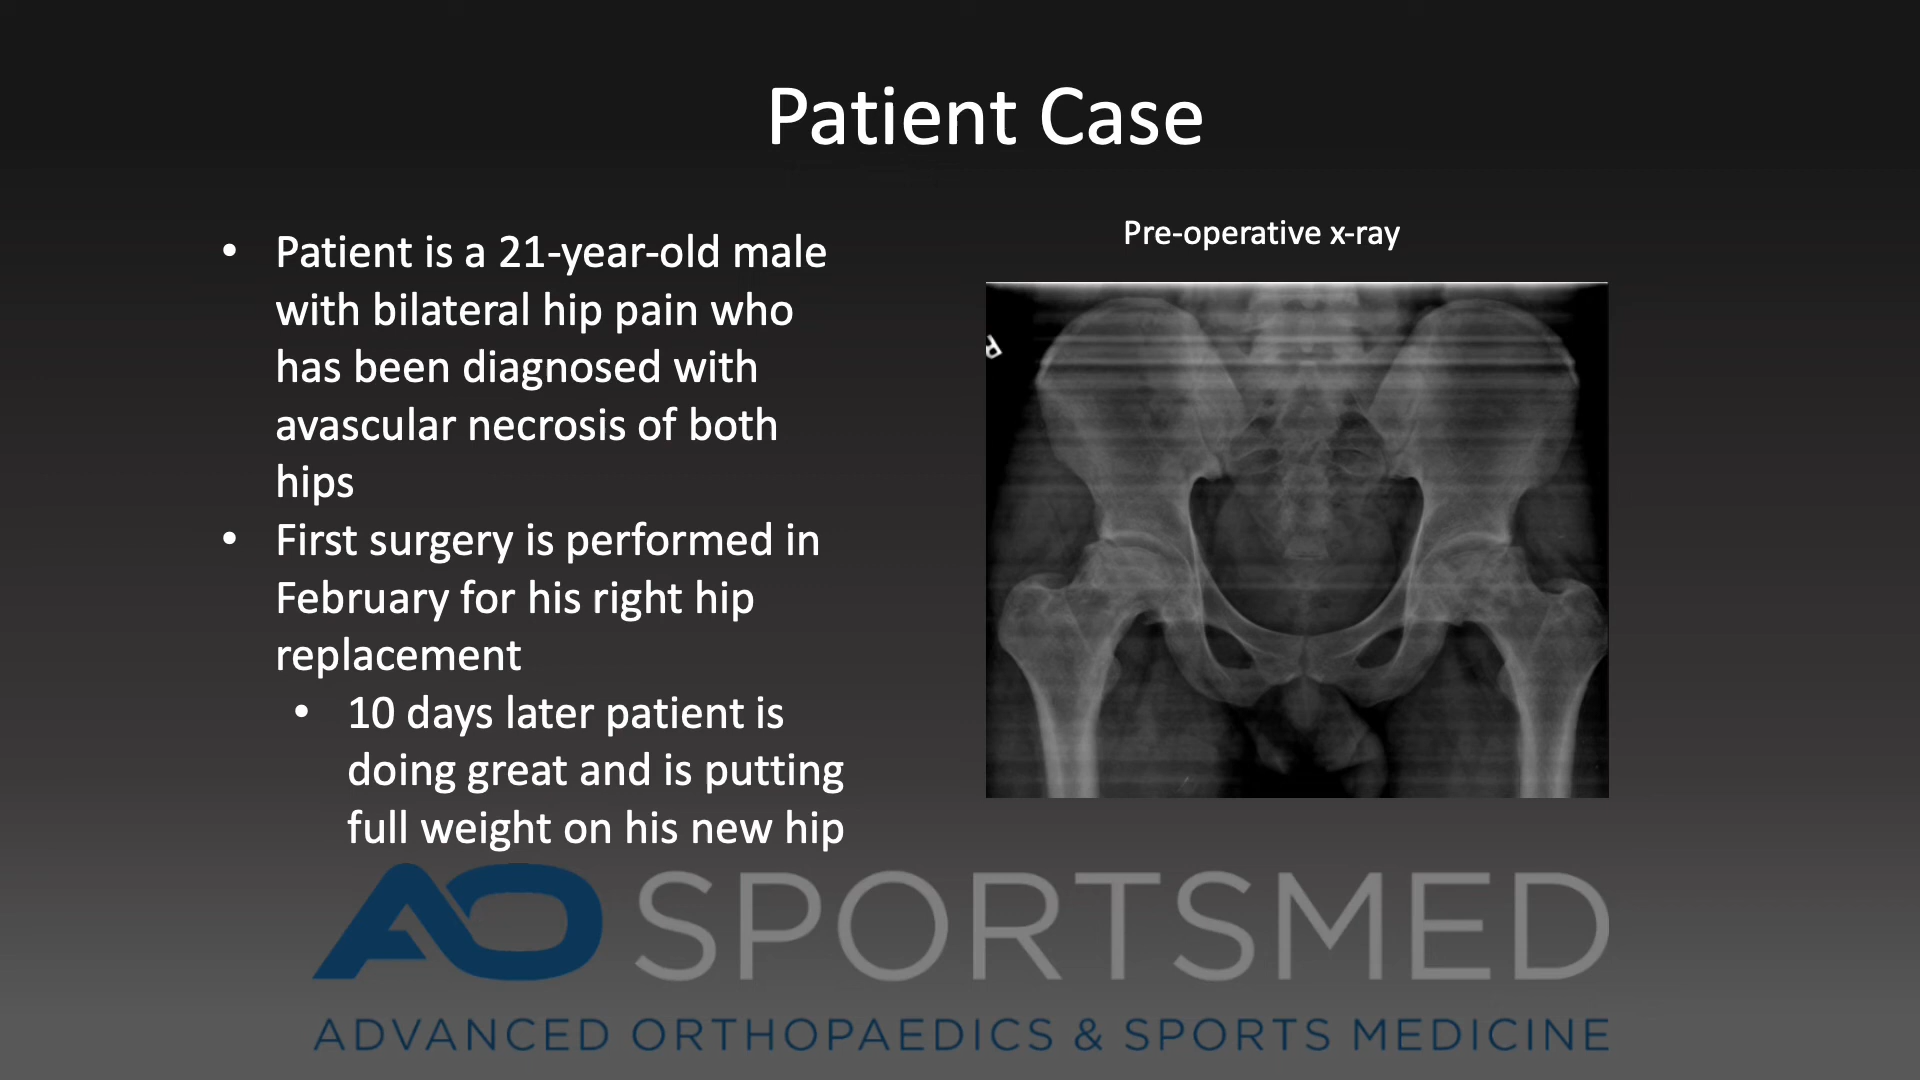 Patient Case
• Patient is a 21-year-old male
with bilateral hip pain who
has been diagnosed with
avascular necrosis of both
hips
• First surgery is performed in
February for his right hip
replacement
• 10 days later patient is
doing great and is putting
full weight on his new hip
Pre-operative x-ray
R
AO SPORTSMED
ADVANCED ORTHOPAEDICS & SPORTS MEDICINE